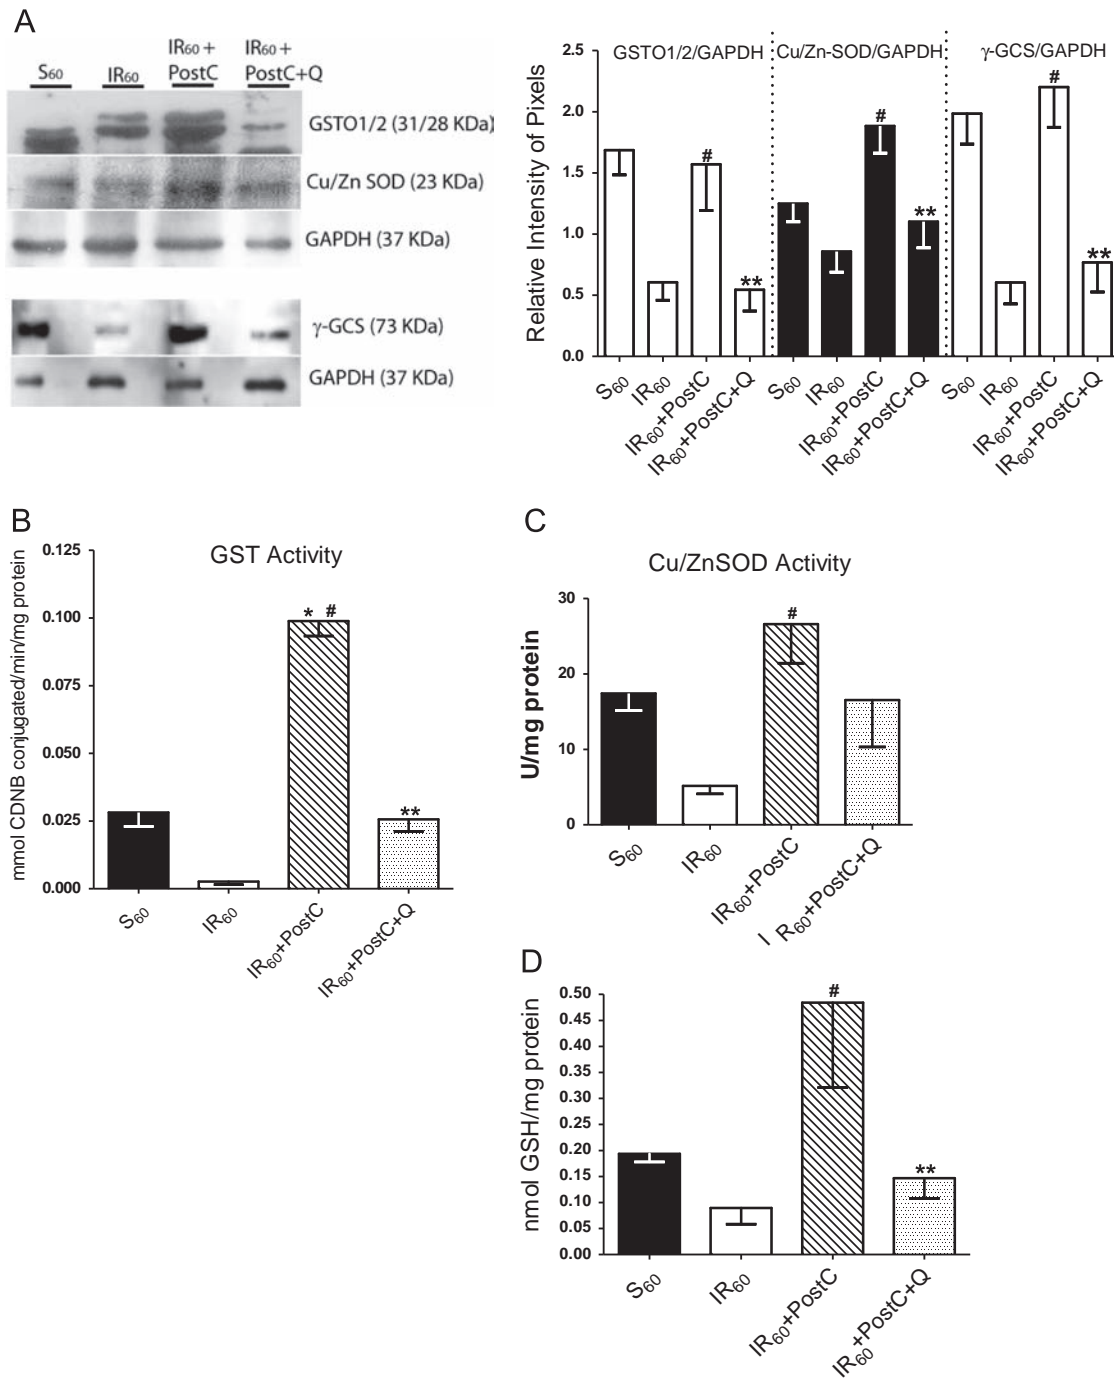 A
S60
IR60
IR60 +
PostC
IR60 +
PostC+Q
GSTO1/2 (31/28 KDa)
Cu/Zn SOD (23 KDa)
GAPDH (37 KDa)
γ-GCS (73 KDa)
GAPDH (37 KDa)
Relative Intensity of Pixels
2.5
2.0
1.5
1.0
0.5
0.0
GSTO1/2/GAPDH
Cu/Zn-SOD/GAPDH
γ-GCS/GAPDH
#
**
#
**
#
**
S60
IR60
IR60+PostC
IR60+PostC+Q
S60
IR60
IR60+PostC
IR60+PostC+Q
S60
IR60
IR60+PostC
IR60+PostC+Q
B
GST Activity
mmol CDNB conjugated/min/mg protein
0.125
0.100
0.075
0.050
0.025
0.000
* #
**
S60
IR60
IR60+PostC
IR60+PostC+Q
C
Cu/ZnSOD Activity
U/mg protein
30
20
10
0
#
S60
IR60
IR60+PostC
I R60+PostC+Q
D
nmol GSH/mg protein
0.50
0.45
0.40
0.35
0.30
0.25
0.20
0.15
0.10
0.05
0.00
#
**
S60
IR60
IR60+PostC
IR60+PostC+Q